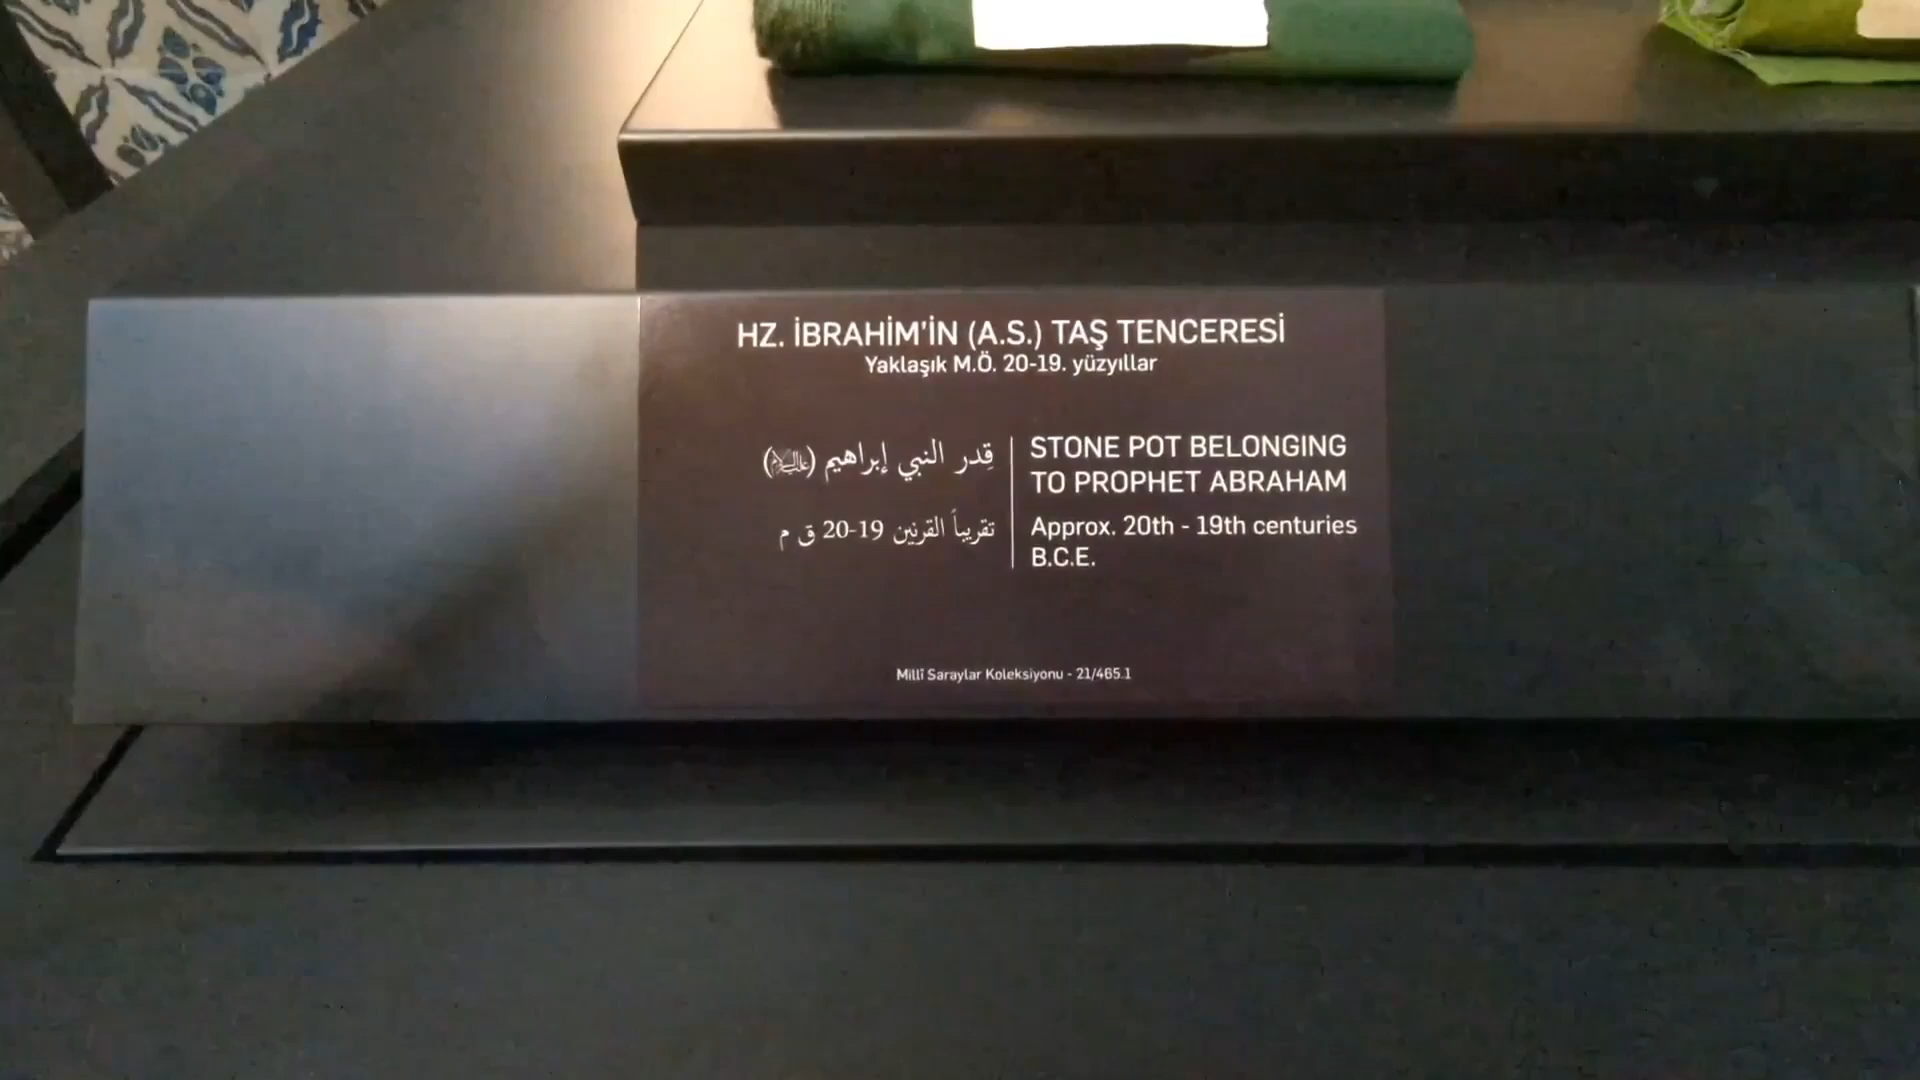 HZ. İBRAHİM'İN (A.S.) TAŞ TENCERESİ
Yaklaşık M.Ö. 20-19. yüzyıllar
قِدر النبي إبراهيم (عليه السلام)
تقريباً القرنين 19-20 ق م
STONE POT BELONGING
TO PROPHET ABRAHAM
Approx. 20th - 19th centuries
B.C.E.
Millî Saraylar Koleksiyonu - 21/465.1